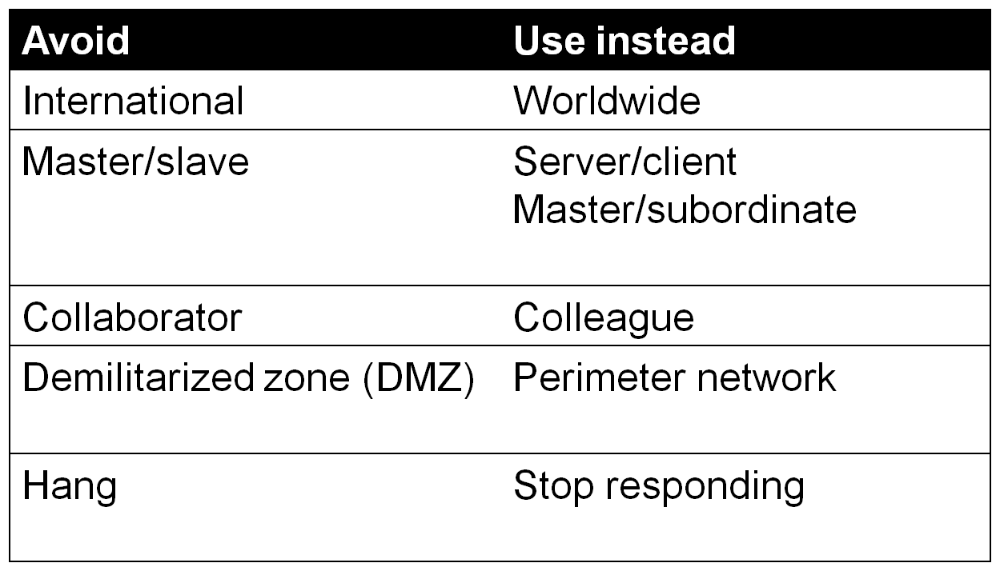 Avoid Use instead
International Worldwide
Master/slave Server/client
Master/subordinate
Collaborator Colleague
Demilitarized zone (DMZ) Perimeter network
Hang Stop responding